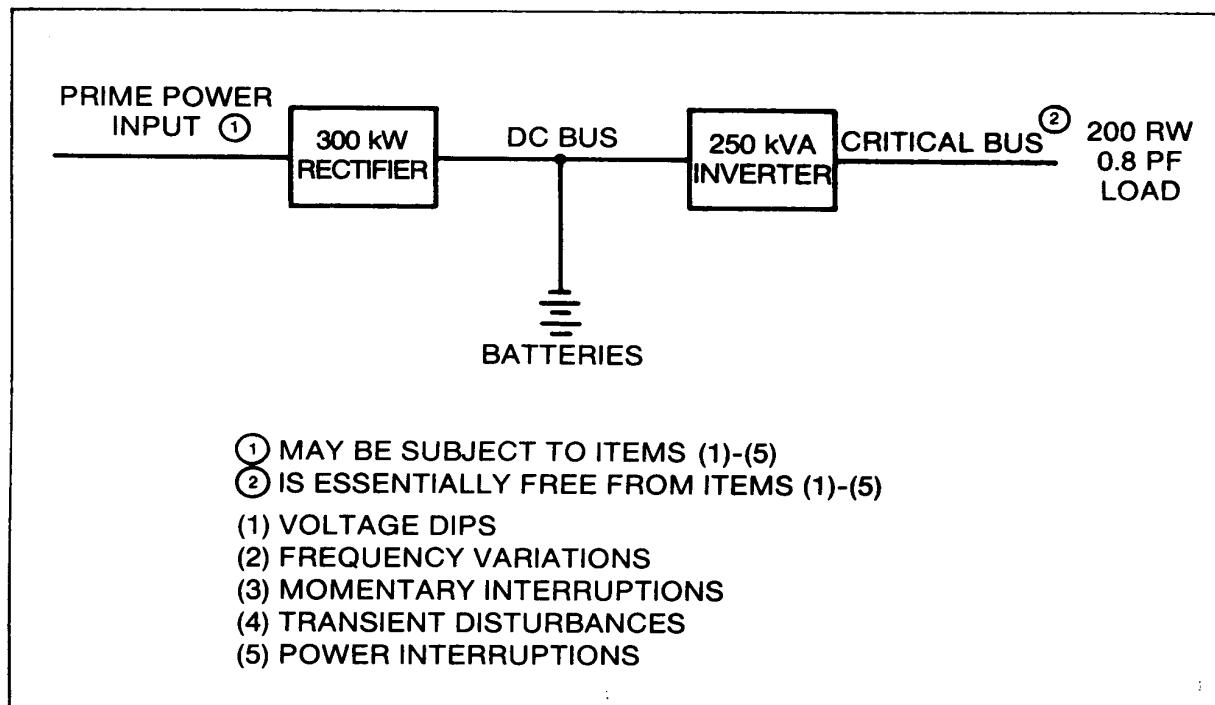 PRIME POWER
INPUT ①
300 kW
RECTIFIER
DC BUS
250 kVA
INVERTER
CRITICAL BUS ②
200 RW
0.8 PF
LOAD
BATTERIES
① MAY BE SUBJECT TO ITEMS (1)-(5)
② IS ESSENTIALLY FREE FROM ITEMS (1)-(5)
(1) VOLTAGE DIPS
(2) FREQUENCY VARIATIONS
(3) MOMENTARY INTERRUPTIONS
(4) TRANSIENT DISTURBANCES
(5) POWER INTERRUPTIONS